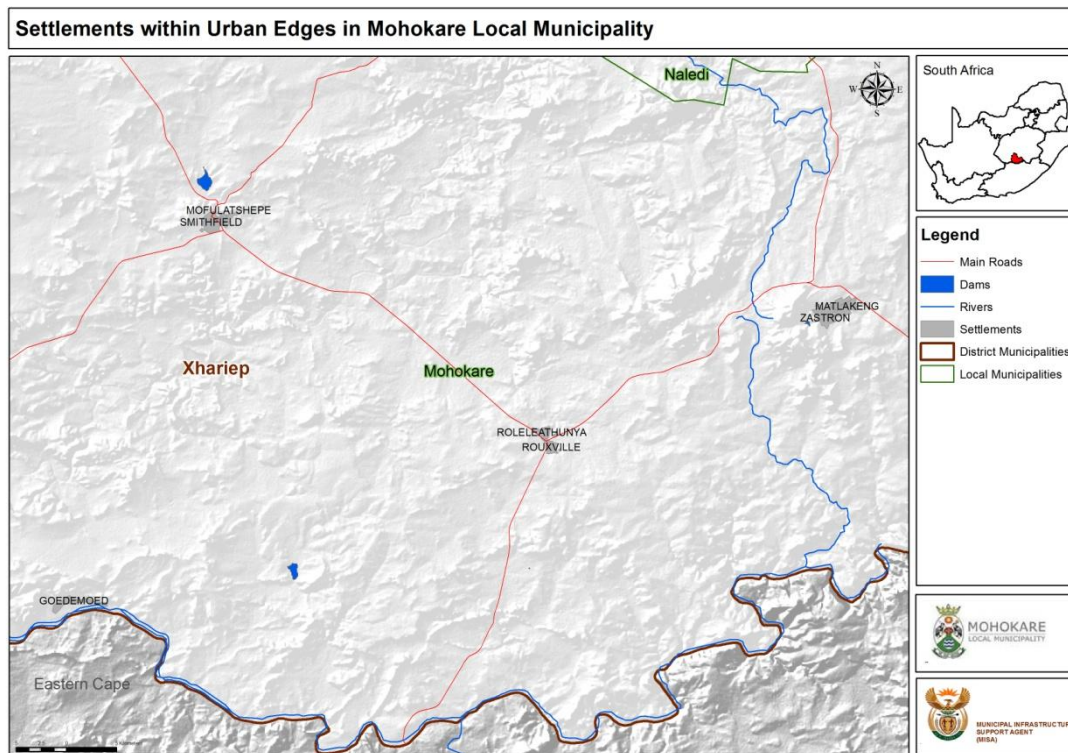 Settlements within Urban Edges in Mohokare Local Municipality
Naledi
N
W
E
S
MOFULATSHEPE
SMITHFIELD
MATLAKENG
ZASTRON
Xhariep
Mohokare
ROLELEATHUNYA
ROUXVILLE
GOEDEMOED
Eastern Cape
South Africa
Legend
Main Roads
Dams
Rivers
Settlements
District Municipalities
Local Municipalities
MOHOKARE
LOCAL MUNICIPALITY
MUNICIPAL INFRASTRUCTURE
SUPPORT AGENT
(MISA)